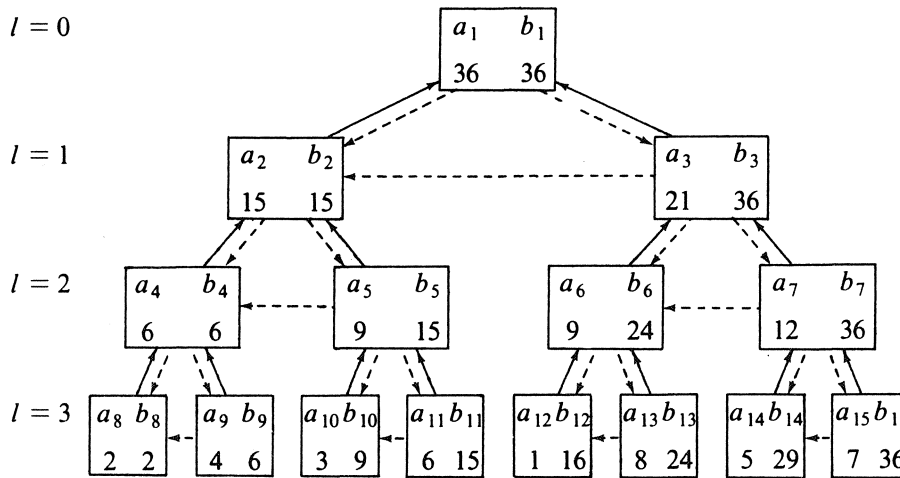 l = 0
a₁ b₁
36 36
l = 1
a₂ b₂ a₃ b₃
15 15 21 36
l = 2
a₄ b₄ a₅ b₅ a₆ b₆ a₇ b₇
6 6 9 15 9 24 12 36
l = 3
a₈ b₈ a₉ b₉ a₁₀ b₁₀ a₁₁ b₁₁ a₁₂ b₁₂ a₁₃ b₁₃ a₁₄ b₁₄ a₁₅ b₁
2 2 4 6 3 9 6 15 1 16 8 24 5 29 7 36